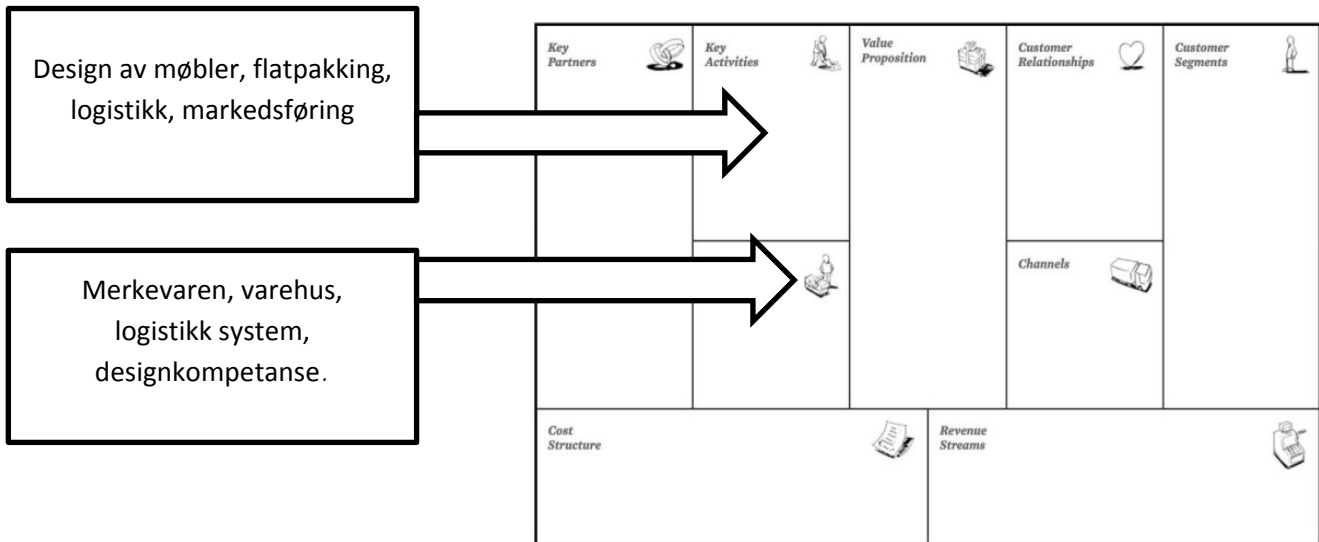 Design av møbler, flatpakking,
logistikk, markedsføring
Merkevaren, varehus,
logistikk system,
designkompetanse.
Key
Partners
Key
Activities
Value
Proposition
Customer
Relationships
Customer
Segments
Channels
Cost
Structure
Revenue
Streams